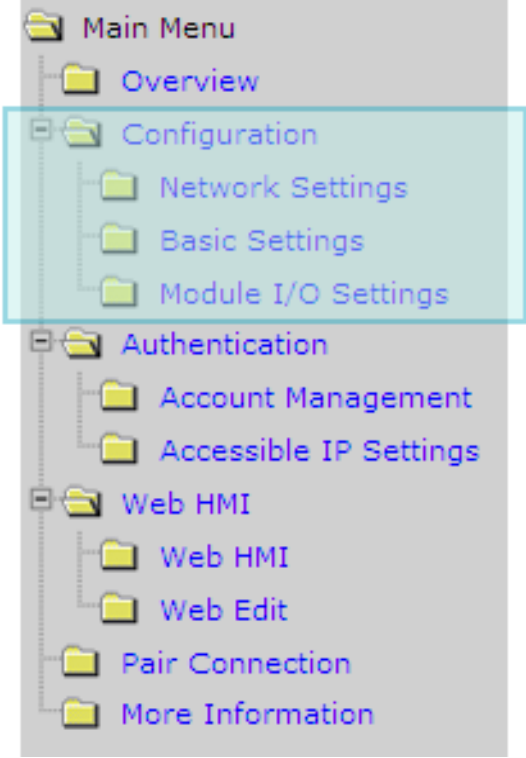 Main Menu
Overview
Configuration
Network Settings
Basic Settings
Module I/O Settings
Authentication
Account Management
Accessible IP Settings
Web HMI
Web HMI
Web Edit
Pair Connection
More Information